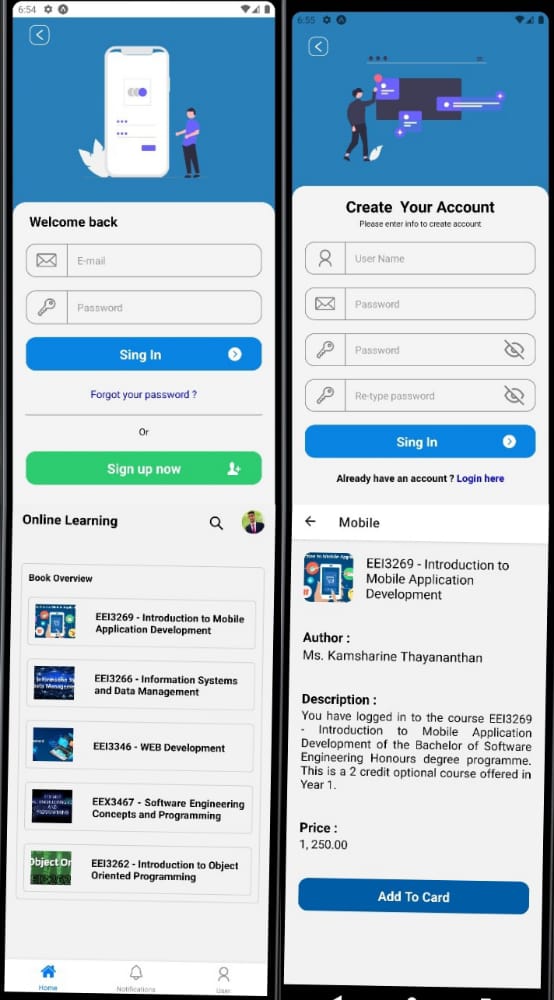 6:54
Welcome back
E-mail
Password
Sing In
Forgot your password ?
Or
Sign up now
6:55
Create Your Account
Please enter info to create account
User Name
Password
Password
Re-type password
Sing In
Already have an account ? Login here
Online Learning
Book Overview
EEI3269 - Introduction to Mobile
Application Development
EEI3266 - Information Systems
and Data Management
EEI3346 - WEB Development
EEX3467 - Software Engineering
Concepts and Programming
Object Or
EEI3262
EEI3262 - Introduction to Object
Oriented Programming
Home
Notifications
User
Mobile
EEI3269 - Introduction to
Mobile Application
Development
Author :
Ms. Kamsharine Thayananthan
Description :
You have logged in to the course EEI3269
- Introduction to Mobile Application
Development of the Bachelor of Software
Engineering Honours degree programme.
This is a 2 credit optional course offered in
Year 1.
Price :
1, 250.00
Add To Card